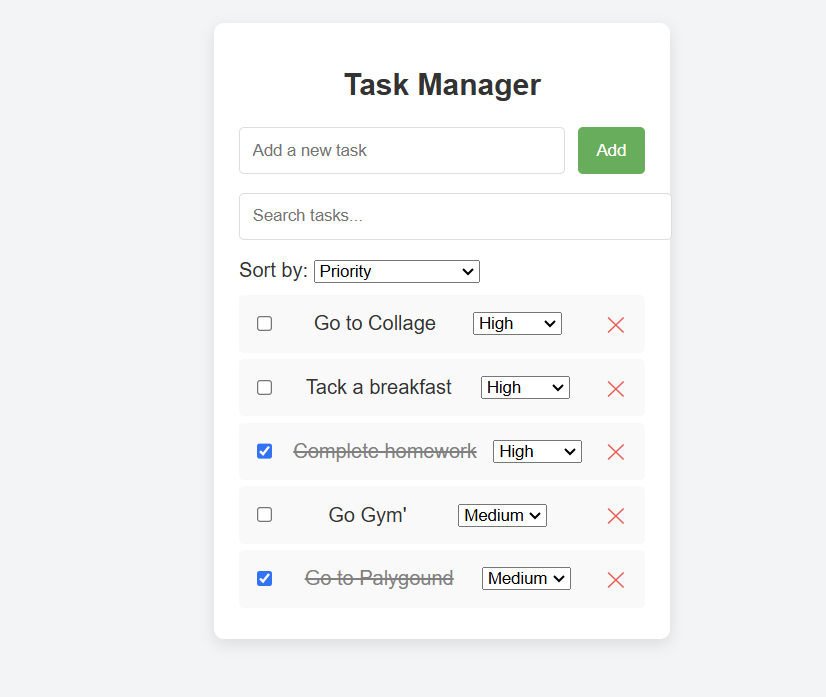 Task Manager
Add a new task Add
Search tasks...
Sort by: Priority
Go to Collage High
Tack a breakfast High
Complete homework High
Go Gym' Medium
Go to Palygound Medium